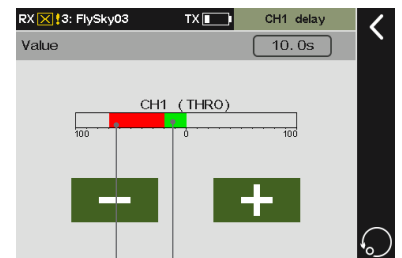 RX !3: FlySky03 TX CH1 delay
Value 10.0s
CH1 (THRO)
100 0 100